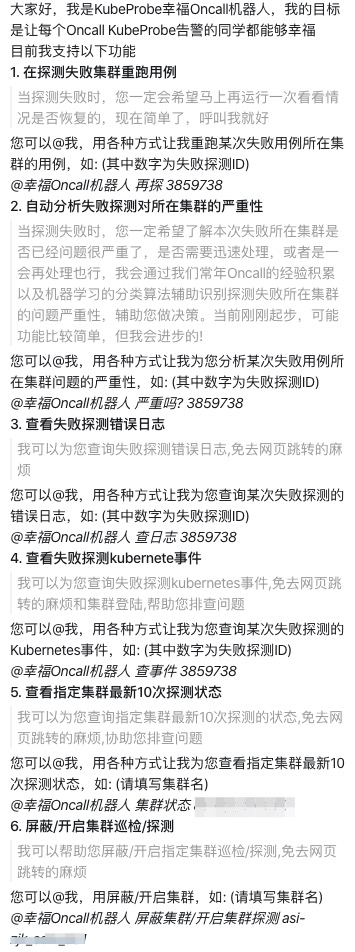 大家好，我是KubeProbe幸福Oncall机器人，我的目标
是让每个Oncall KubeProbe告警的同学都能够幸福
目前我支持以下功能
1. 在探测失败集群重跑用例
当探测失败时，您一定会希望马上再运行一次看看情
况是否恢复的，现在简单了，呼叫我就好
您可以@我，用各种方式让我重跑某次失败用例所在集
群的用例，如: (其中数字为失败探测ID)
@幸福Oncall机器人 再探 3859738
2. 自动分析失败探测对所在集群的严重性
当探测失败时，您一定希望了解本次失败所在集群是
否已经问题很严重了，是否需要迅速处理，或者是一
会再处理也行，我会通过我们常年Oncall的经验积累
以及机器学习的分类算法辅助识别探测失败所在集群
的问题严重性，辅助您做决策。当前刚刚起步，可能
功能比较简单，但我会进步的!
您可以@我，用各种方式让我为您分析某次失败用例所
在集群问题的严重性，如: (其中数字为失败探测ID)
@幸福Oncall机器人 严重吗? 3859738
3. 查看失败探测错误日志
我可以为您查询失败探测错误日志,免去网页跳转的麻
烦
您可以@我，用各种方式让我为您查询某次失败探测的
错误日志，如: (其中数字为失败探测ID)
@幸福Oncall机器人 查日志 3859738
4. 查看失败探测kubernete事件
我可以为您查询失败探测kubernetes事件,免去网页跳
转的麻烦和集群登陆,帮助您排查问题
您可以@我，用各种方式让我为您查询某次失败探测的
Kubernetes事件，如: (其中数字为失败探测ID)
@幸福Oncall机器人 查事件 3859738
5. 查看指定集群最新10次探测状态
我可以为您查询指定集群最新10次探测的状态,免去网
页跳转的麻烦,协助您排查问题
您可以@我，用各种方式让我为您查看指定集群最新10
次探测状态，如: (请填写集群名)
@幸福Oncall机器人 集群状态
6. 屏蔽/开启集群巡检/探测
我可以帮助您屏蔽/开启指定集群巡检/探测,免去网页
跳转的麻烦
您可以@我，用屏蔽/开启集群，如: (请填写集群名)
@幸福Oncall机器人 屏蔽集群/开启集群探测 asi-